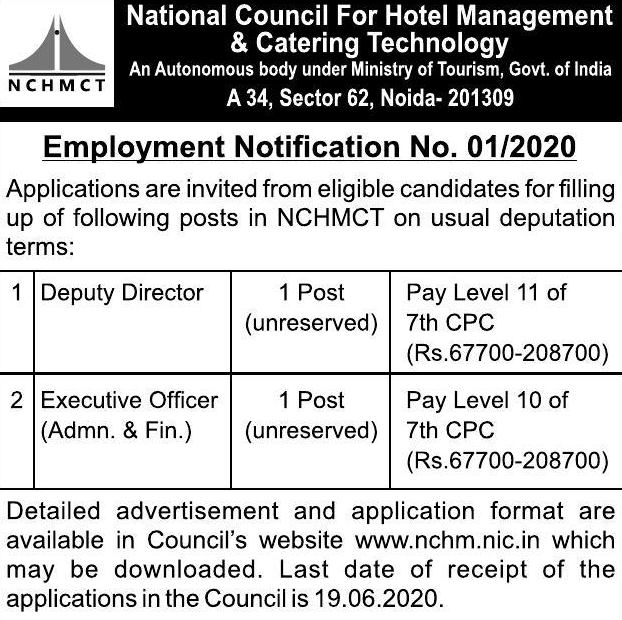 NCHMCT
National Council For Hotel Management
& Catering Technology
An Autonomous body under Ministry of Tourism, Govt. of India
A 34, Sector 62, Noida- 201309
Employment Notification No. 01/2020
Applications are invited from eligible candidates for filling
up of following posts in NCHMCT on usual deputation
terms:
1 Deputy Director 1 Post Pay Level 11 of
(unreserved) 7th CPC
(Rs.67700-208700)
2 Executive Officer 1 Post Pay Level 10 of
(Admn. & Fin.) (unreserved) 7th CPC
(Rs.67700-208700)
Detailed advertisement and application format are
available in Council's website www.nchm.nic.in which
may be downloaded. Last date of receipt of the
applications in the Council is 19.06.2020.